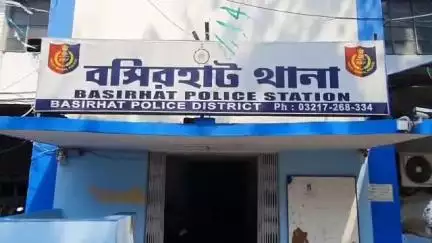 বসিরহাট থানা
BASIRHAT POLICE STATION
BASIRHAT POLICE DISTRICT Ph : 03217-268-334